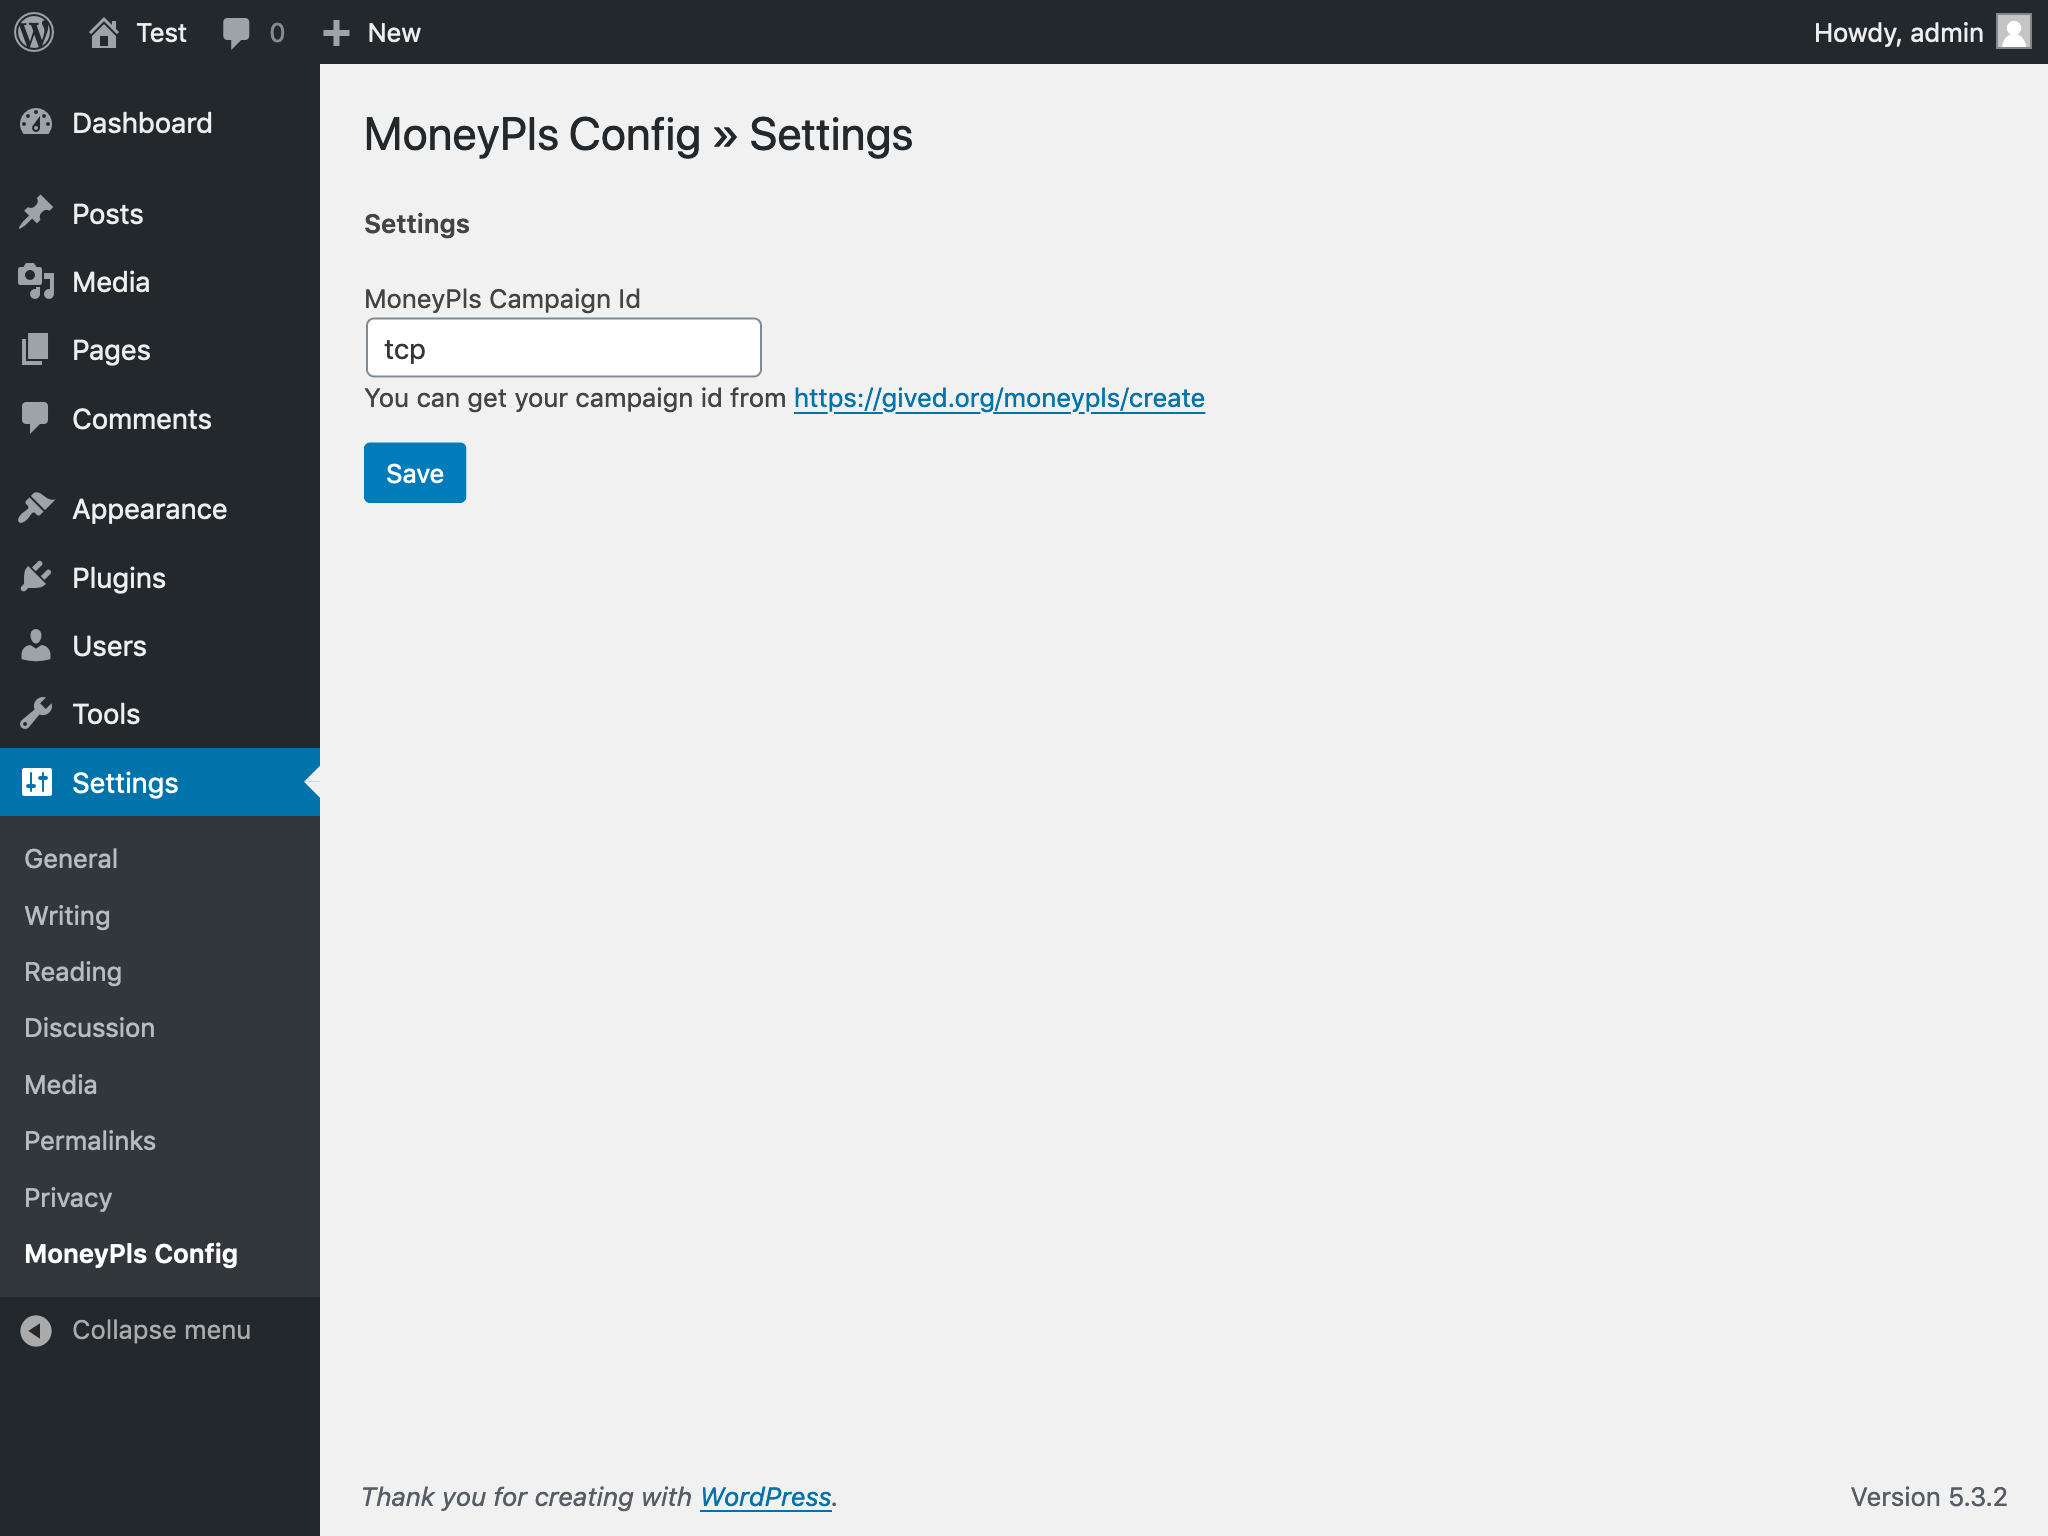 Test 0 New Howdy, admin
Dashboard
Posts
Media
Pages
Comments
Appearance
Plugins
Users
Tools
Settings
General
Writing
Reading
Discussion
Media
Permalinks
Privacy
MoneyPls Config
Collapse menu
MoneyPls Config » Settings
Settings
MoneyPls Campaign Id
tcp
You can get your campaign id from https://gived.org/moneypls/create
Save
Thank you for creating with WordPress. Version 5.3.2